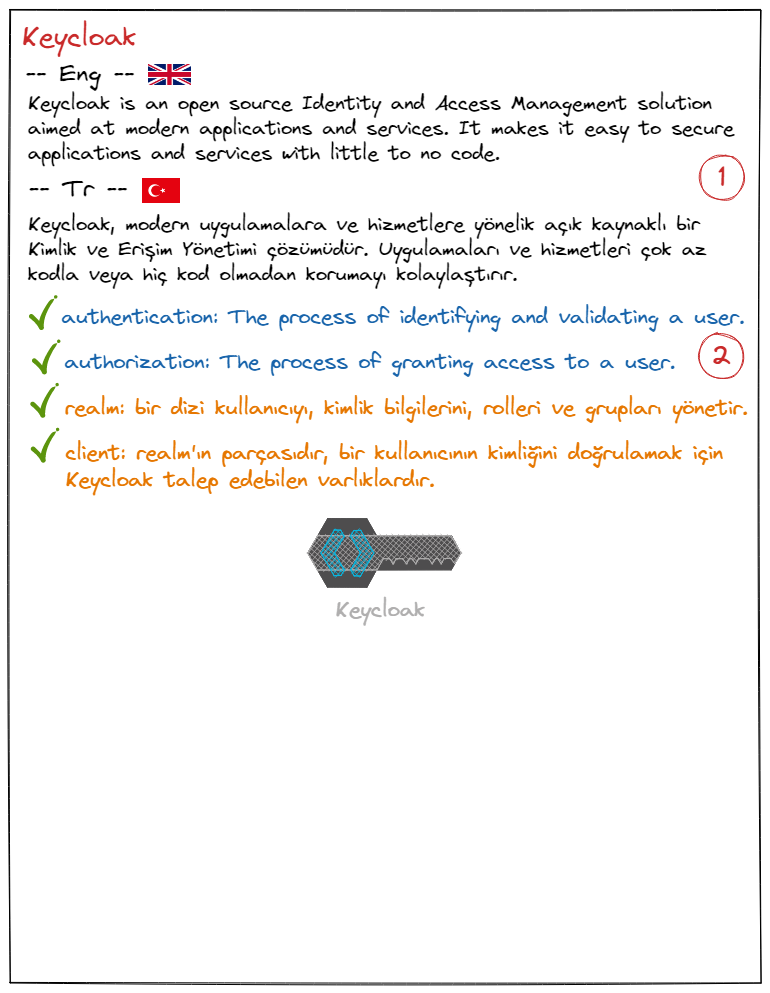 Keycloak
-- Eng --
Keycloak is an open source Identity and Access Management solution
aimed at modern applications and services. It makes it easy to secure
applications and services with little to no code.
1
-- Tr --
Keycloak, modern uygulamalara ve hizmetlere yönelik açık kaynaklı bir
Kimlik ve Erişim Yönetimi çözümüdür. Uygulamaları ve hizmetleri çok az
kodla veya hiç kod olmadan korumayı kolaylaştırır.
authentication: The process of identifying and validating a user.
authorization: The process of granting access to a user.
2
realm: bir dizi kullanıcıyı, kimlik bilgilerini, rolleri ve grupları yönetir.
client: realm'ın parçasıdır, bir kullanıcının kimliğini doğrulamak için
Keycloak talep edebilen varlıklardır.
Keycloak